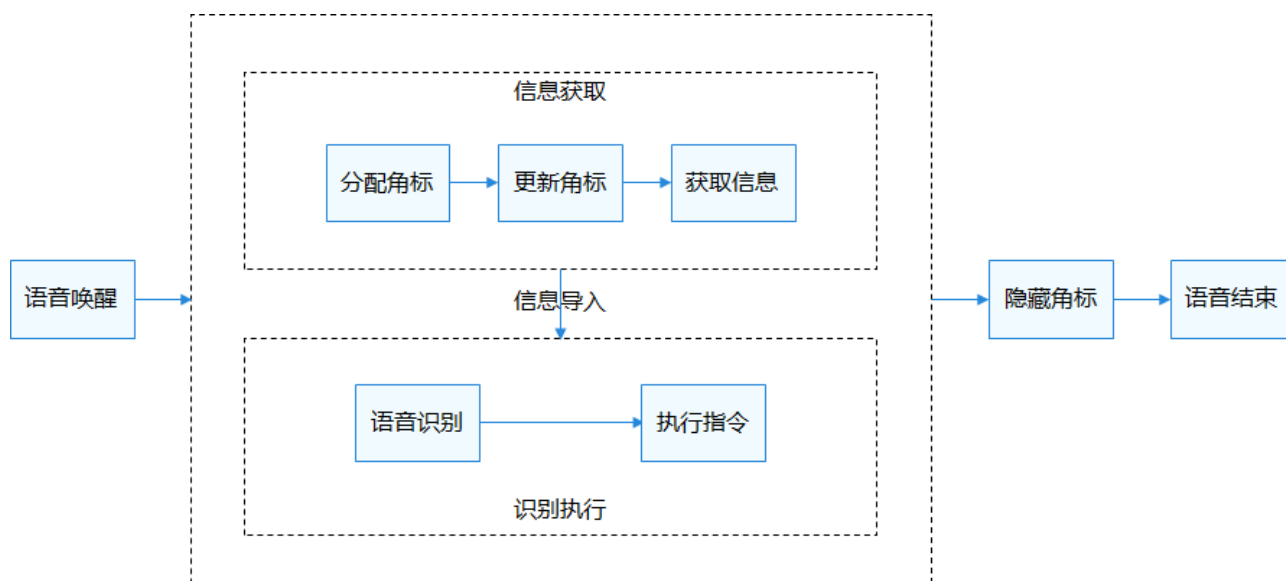 信息获取
分配角标
更新角标
获取信息
语音唤醒
信息导入
隐藏角标
语音结束
语音识别
执行指令
识别执行